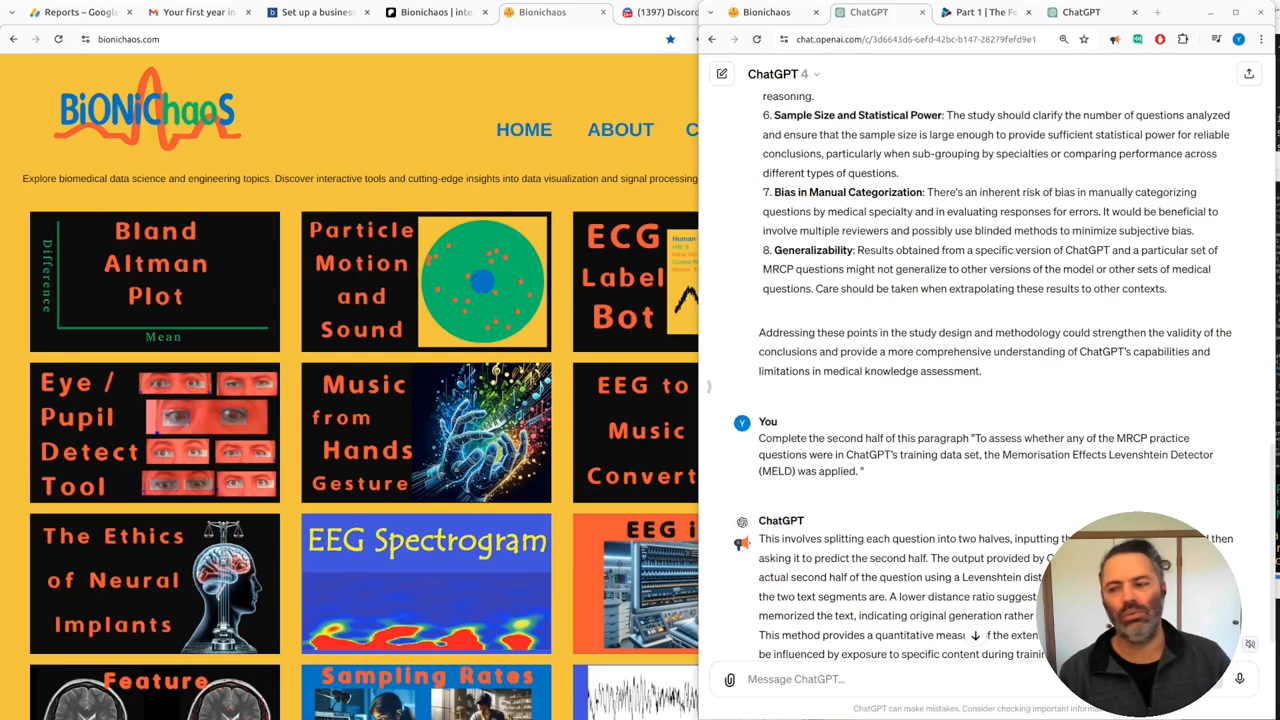 Reports – Google
Your first year in
Set up a business
Bionichaos | inter
Bionichaos
(1397) Discord
bionichaos.com
BiONiChaoS
HOME
ABOUT
C
Explore biomedical data science and engineering topics. Discover interactive tools and cutting-edge insights into data visualization and signal processing
Difference
Bland
Altman
Plot
Mean
Particle
Motion
and
Sound
ECG
Label
Bot
Eye /
Pupil
Detect
Tool
Music
from
Hands
Gesture
EEG to
Music
Convert
The Ethics
of Neural
Implants
EEG Spectrogram
EEG i
Feature
Sampling Rates
Bionichaos
ChatGPT
Part 1 | The Fe
ChatGPT
chat.openai.com/c/3d6643d6-6efd-42bc-b147-28279fefd9e1
ChatGPT 4
reasoning.
6. Sample Size and Statistical Power: The study should clarify the number of questions analyzed
and ensure that the sample size is large enough to provide sufficient statistical power for reliable
conclusions, particularly when sub-grouping by specialties or comparing performance across
different types of questions.
7. Bias in Manual Categorization: There's an inherent risk of bias in manually categorizing
questions by medical specialty and in evaluating responses for errors. It would be beneficial to
involve multiple reviewers and possibly use blinded methods to minimize subjective bias.
8. Generalizability: Results obtained from a specific version of ChatGPT and a particular set of
MRCP questions might not generalize to other versions of the model or other sets of medical
questions. Care should be taken when extrapolating these results to other contexts.
Addressing these points in the study design and methodology could strengthen the validity of the
conclusions and provide a more comprehensive understanding of ChatGPT's capabilities and
limitations in medical knowledge assessment.
Y
You
Complete the second half of this paragraph "To assess whether any of the MRCP practice
questions were in ChatGPT's training data set, the Memorisation Effects Levenshtein Detector
(MELD) was applied. "
ChatGPT
This involves splitting each question into two halves, inputting th then
asking it to predict the second half. The output provided by C
actual second half of the question using a Levenshtein dis
the two text segments are. A lower distance ratio suggest
memorized the text, indicating original generation rather
This method provides a quantitative measu f the exten
be influenced by exposure to specific content during trainin
Message ChatGPT...
ChatGPT can make mistakes. Consider checking important informa